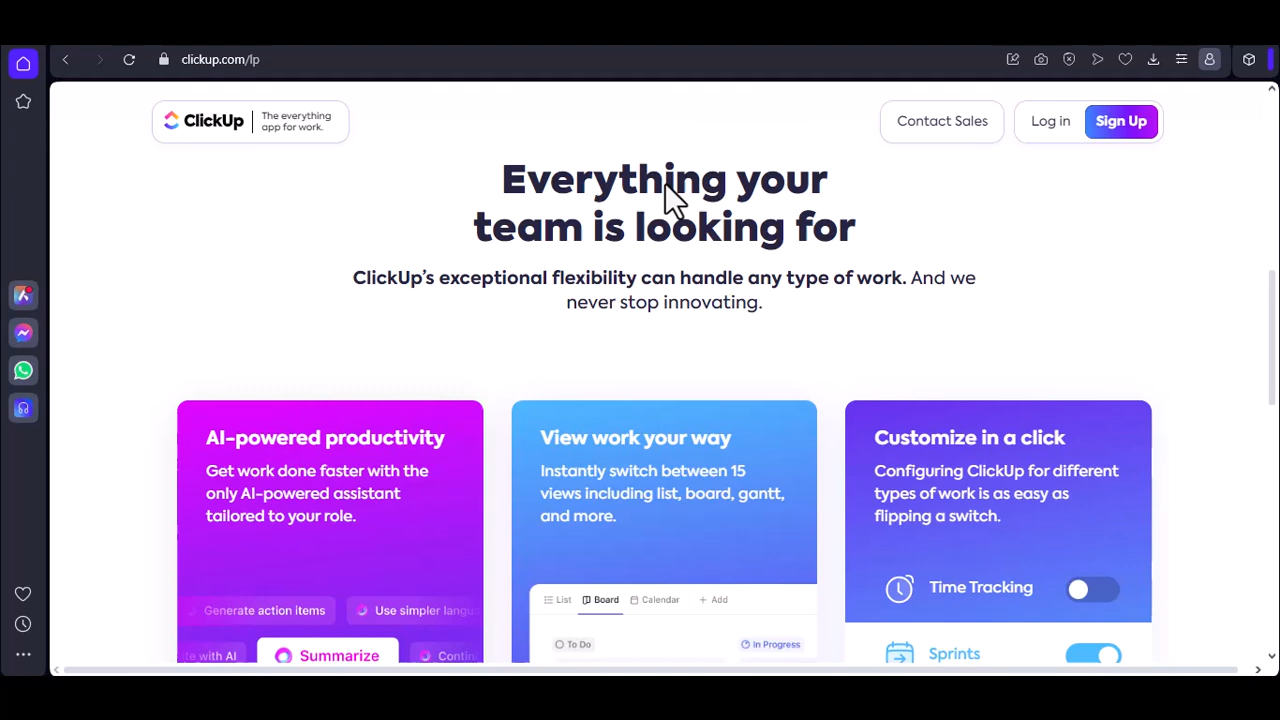 clickup.com/lp
ClickUp
The everything
app for work.
Contact Sales
Log in
Sign Up
Everything your
team is looking for
ClickUp's exceptional flexibility can handle any type of work. And we
never stop innovating.
AI-powered productivity
Get work done faster with the
only AI-powered assistant
tailored to your role.
Generate action items
Use simpler langu
te with AI
Summarize
Contin
View work your way
Instantly switch between 15
views including list, board, gantt,
and more.
List
Board
Calendar
+ Add
To Do
In Progress
Customize in a click
Configuring ClickUp for different
types of work is as easy as
flipping a switch.
Time Tracking
Sprints